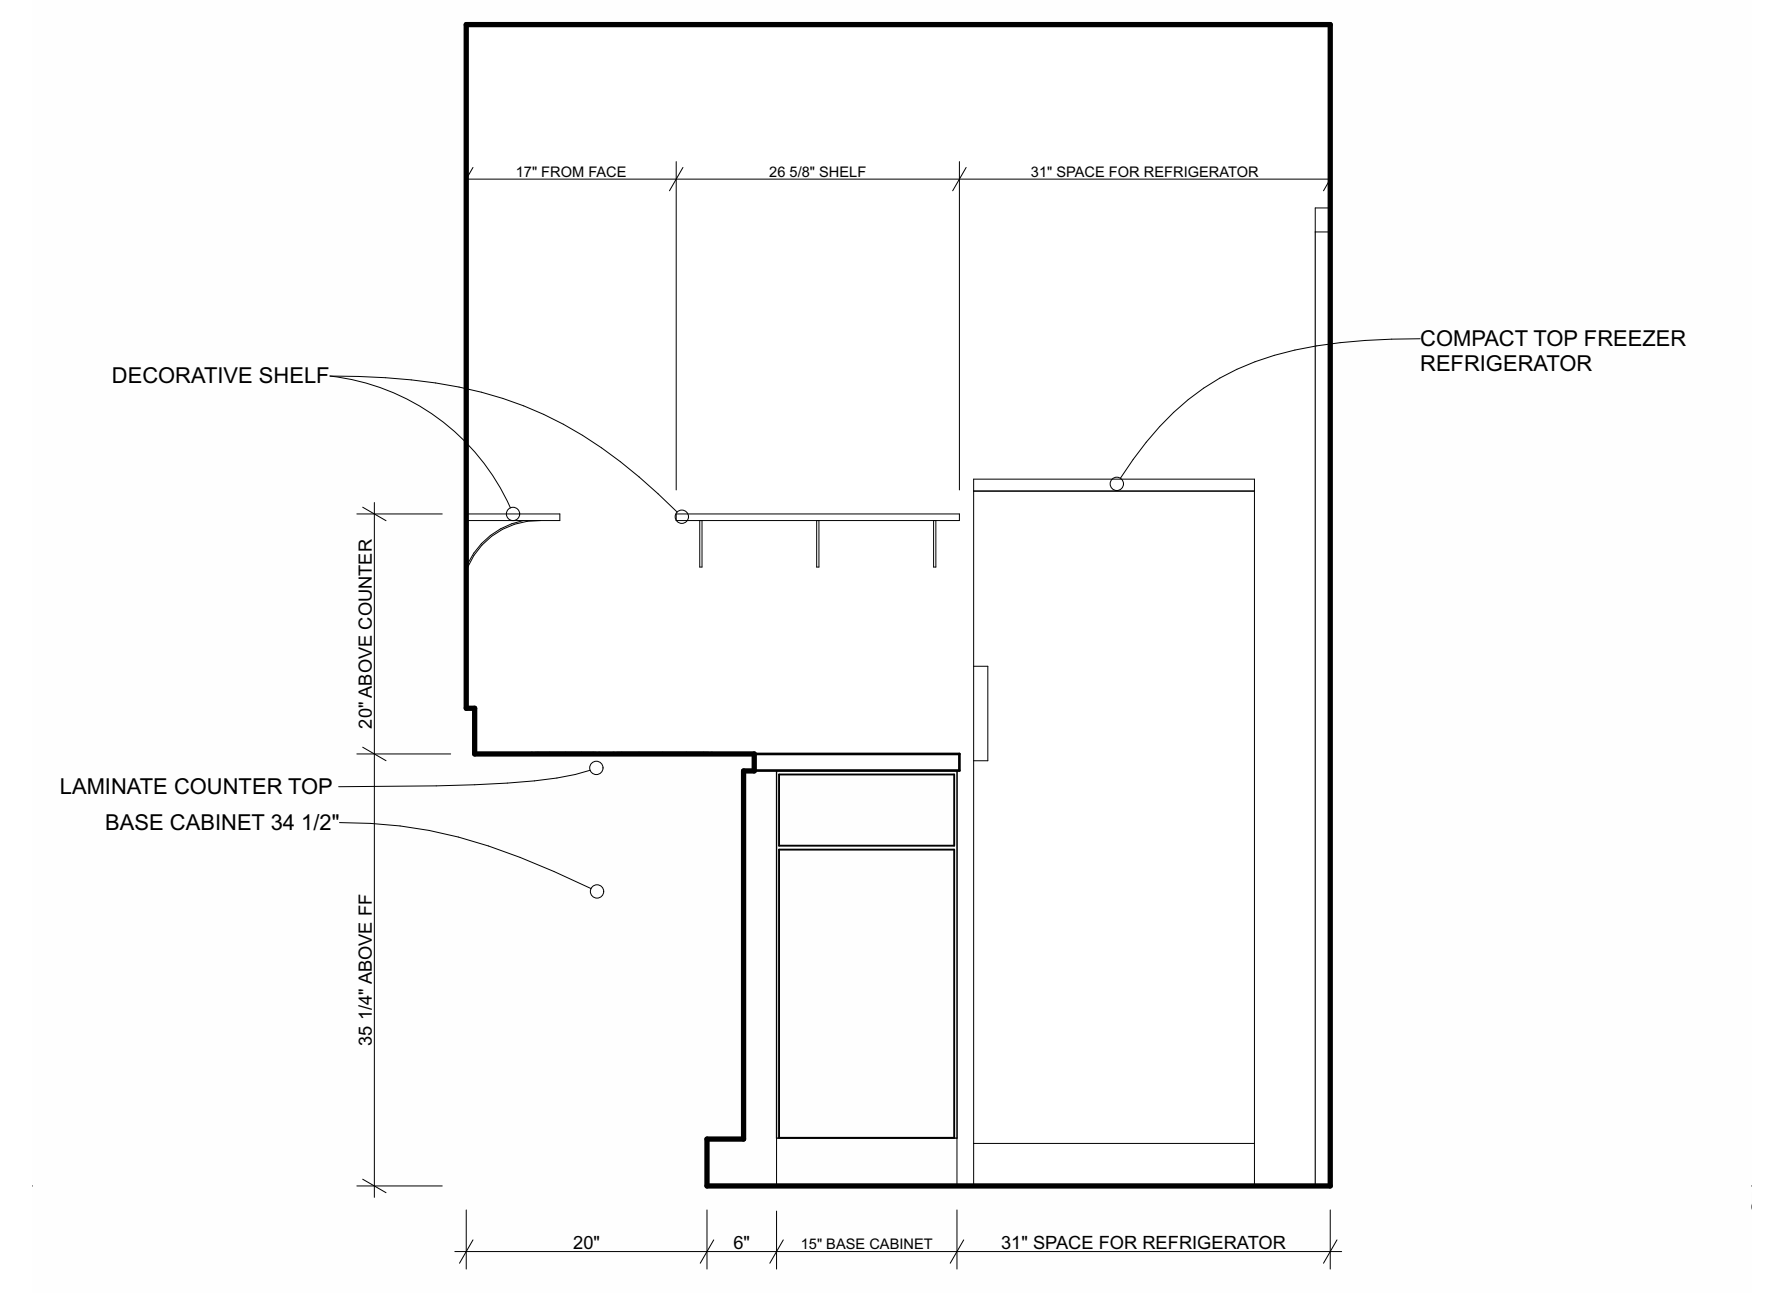 17" FROM FACE
26 5/8" SHELF
31" SPACE FOR REFRIGERATOR
COMPACT TOP FREEZER
REFRIGERATOR
DECORATIVE SHELF
20" ABOVE COUNTER
LAMINATE COUNTER TOP
BASE CABINET 34 1/2"
35 1/4" ABOVE FF
20"
6"
15" BASE CABINET
31" SPACE FOR REFRIGERATOR